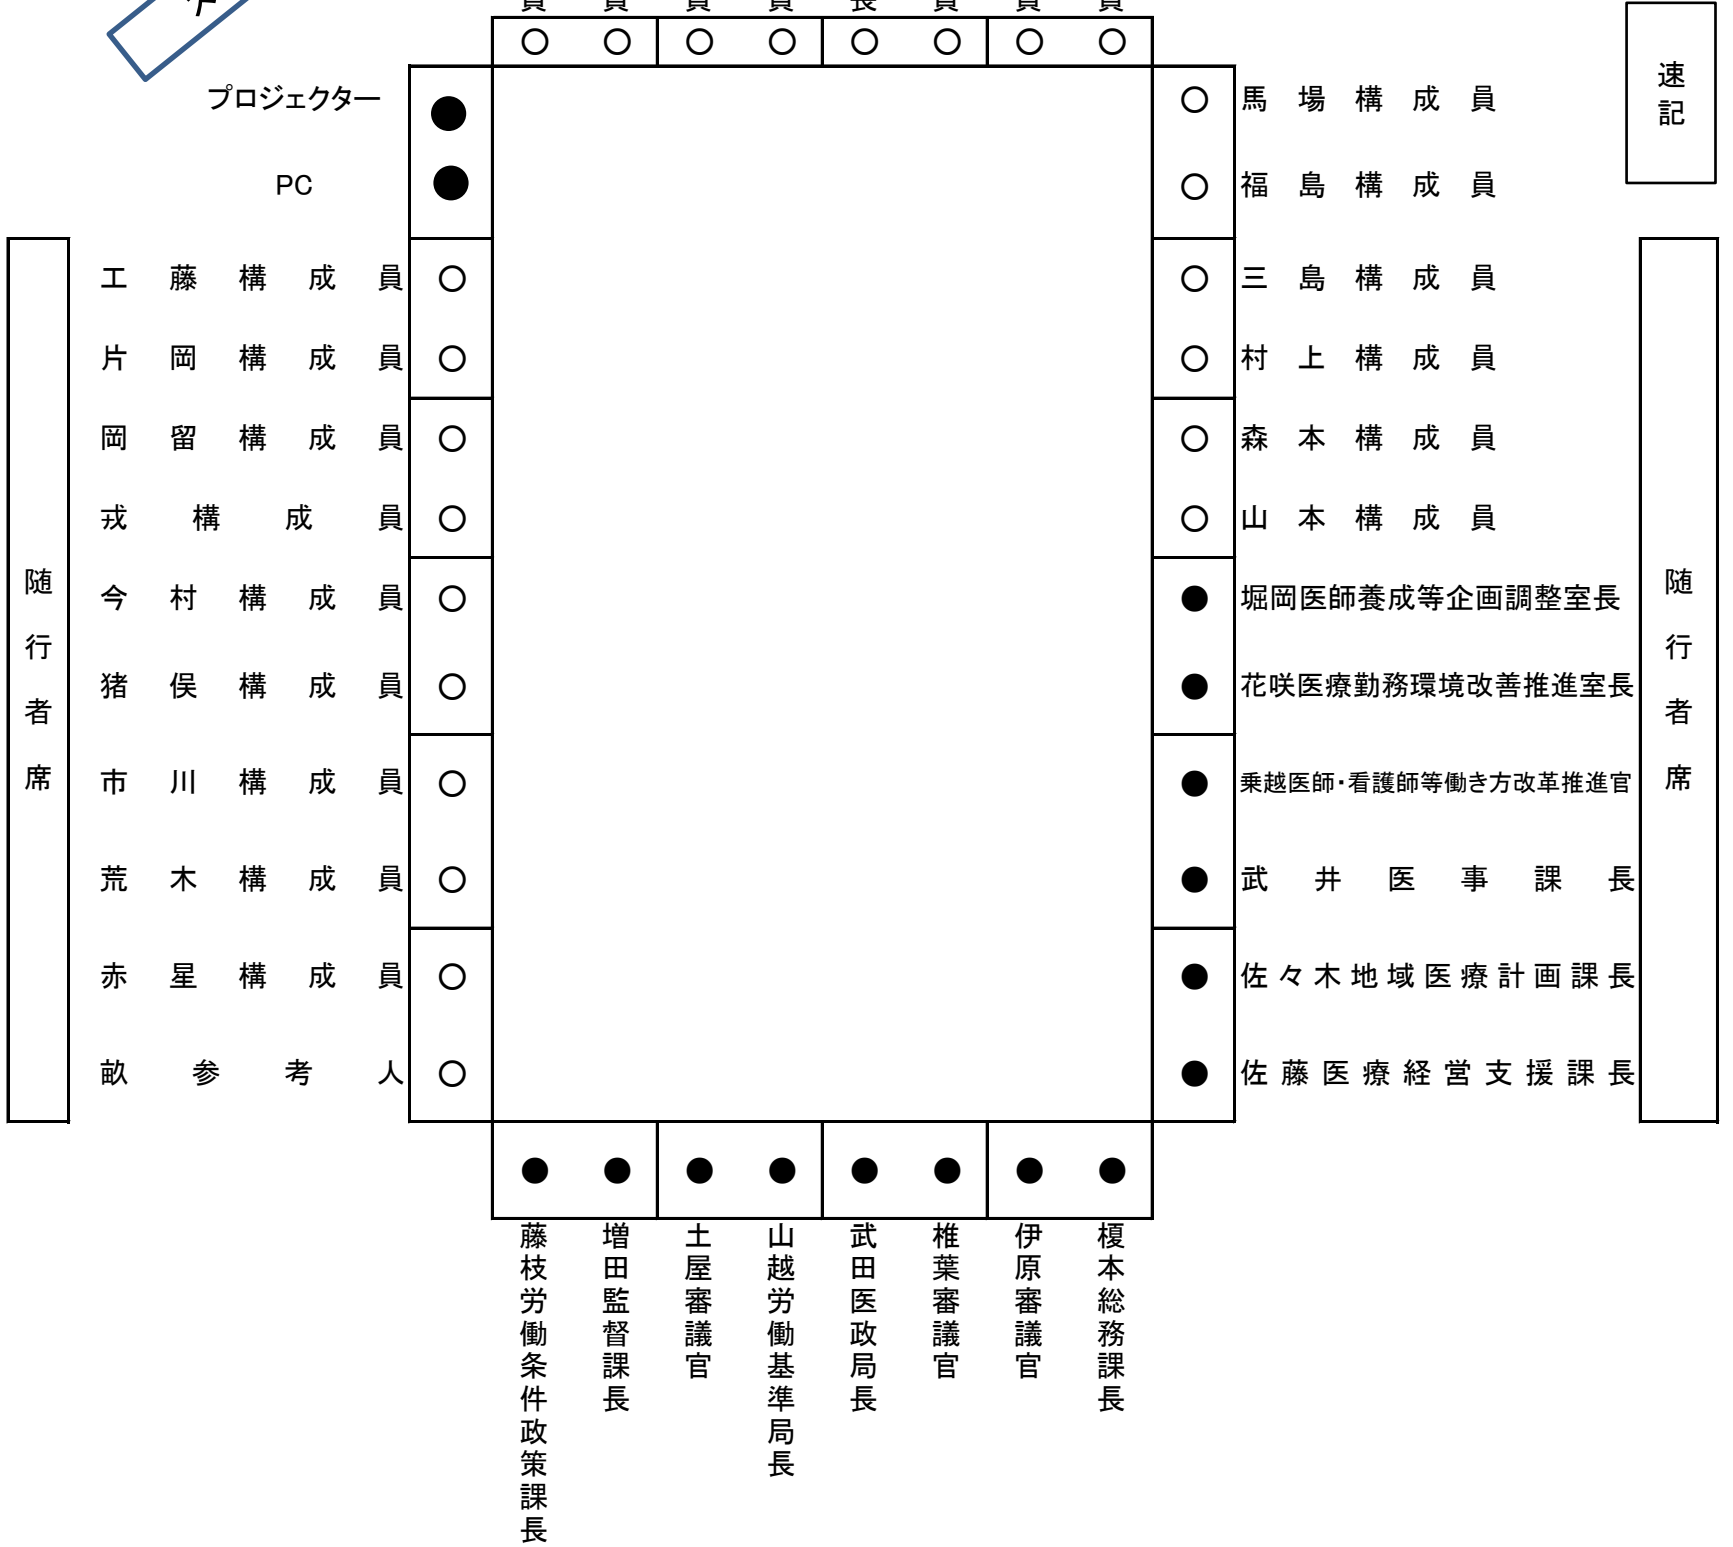 員 員 員 員 長 員 員 員
速記
プロジェクター
PC
馬場構成員
福島構成員
随行者席
工藤構成員
片岡構成員
岡留構成員
戎構成員
今村構成員
猪俣構成員
市川構成員
荒木構成員
赤星構成員
畝参考人
三島構成員
村上構成員
森本構成員
山本構成員
堀岡医師養成等企画調整室長
花咲医療勤務環境改善推進室長
乗越医師・看護師等働き方改革推進官
武井医事課長
佐々木地域医療計画課長
佐藤医療経営支援課長
随行者席
藤枝労働条件政策課長
増田監督課長
土屋審議官
山越労働基準局長
武田医政局長
椎葉審議官
伊原審議官
榎本総務課長